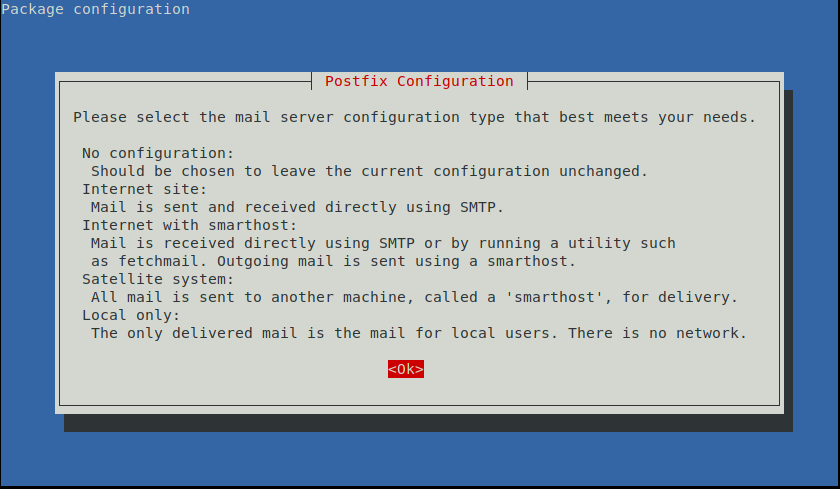 Package configuration
Postfix Configuration
Please select the mail server configuration type that best meets your needs.
No configuration:
Should be chosen to leave the current configuration unchanged.
Internet site:
Mail is sent and received directly using SMTP.
Internet with smarthost:
Mail is received directly using SMTP or by running a utility such
as fetchmail. Outgoing mail is sent using a smarthost.
Satellite system:
All mail is sent to another machine, called a 'smarthost', for delivery.
Local only:
The only delivered mail is the mail for local users. There is no network.
<Ok>